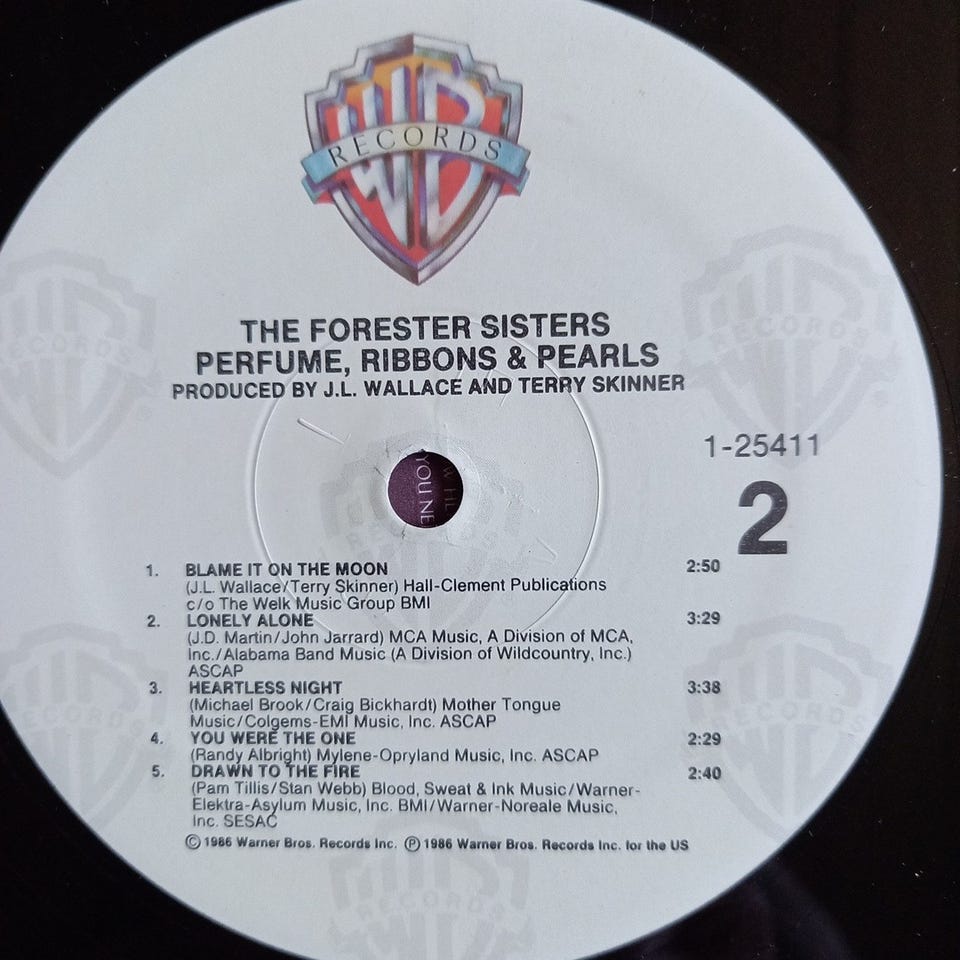 WB
RECORDS
THE FORESTER SISTERS
PERFUME, RIBBONS & PEARLS
PRODUCED BY J.L. WALLACE AND TERRY SKINNER
1-25411
2
YOU NE
1. BLAME IT ON THE MOON 2:50
(J.L. Wallace/Terry Skinner) Hall-Clement Publications
c/o The Welk Music Group BMI
2. LONELY ALONE 3:29
(J.D. Martin/John Jarrard) MCA Music, A Division of MCA,
Inc./Alabama Band Music (A Division of Wildcountry, Inc.)
ASCAP
3. HEARTLESS NIGHT 3:38
(Michael Brook/Craig Bickhardt) Mother Tongue
Music/Colgems-EMI Music, Inc. ASCAP
4. YOU WERE THE ONE 2:29
(Randy Albright) Mylene-Opryland Music, Inc. ASCAP
5. DRAWN TO THE FIRE 2:40
(Pam Tillis/Stan Webb) Blood, Sweat & Ink Music/Warner-
Elektra-Asylum Music, Inc. BMI/Warner-Noreale Music,
Inc. SESAC
Ⓒ 1986 Warner Bros. Records Inc. Ⓟ 1986 Warner Bros. Records Inc. for the US